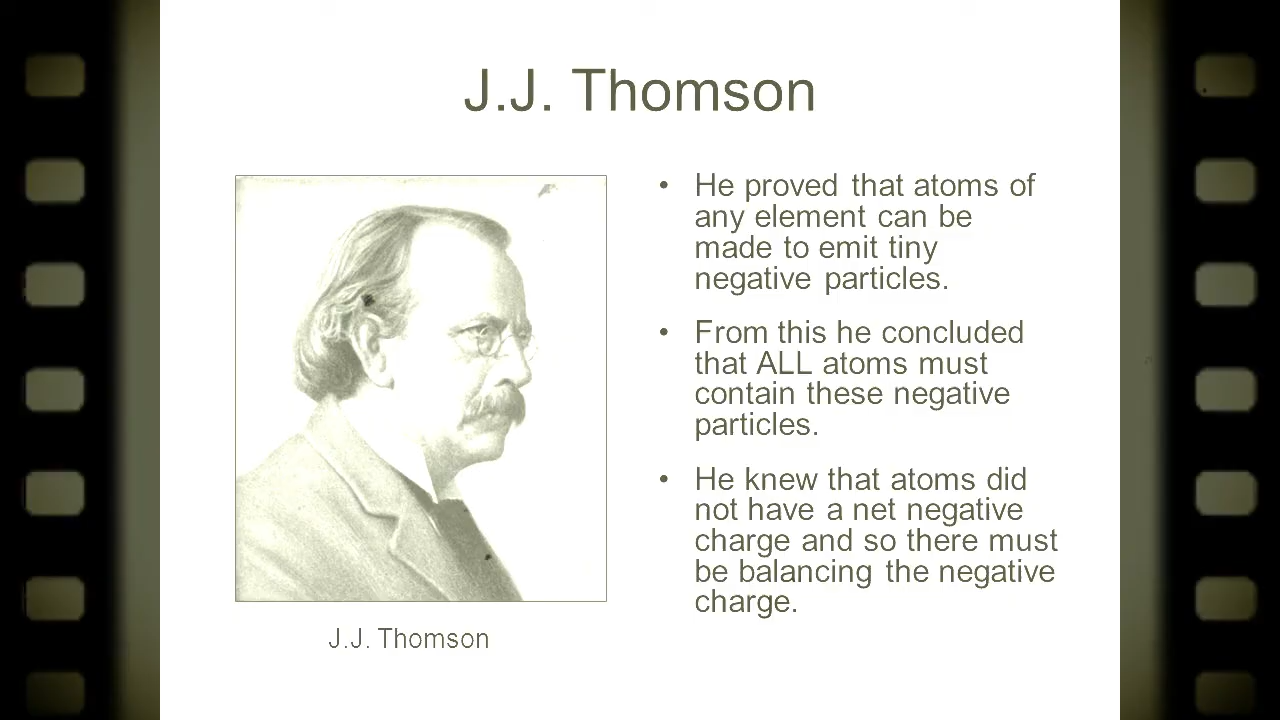 J.J. Thomson
• He proved that atoms of
any element can be
made to emit tiny
negative particles.
• From this he concluded
that ALL atoms must
contain these negative
particles.
• He knew that atoms did
not have a net negative
charge and so there must
be balancing the negative
charge.
J.J. Thomson